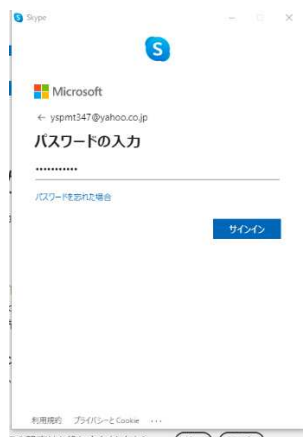 Skype
Microsoft
← yspmt347@yahoo.co.jp
パスワードの入力
•••••••••••
パスワードを忘れた場合
サインイン
利用規約 プライバシーと Cookie ···